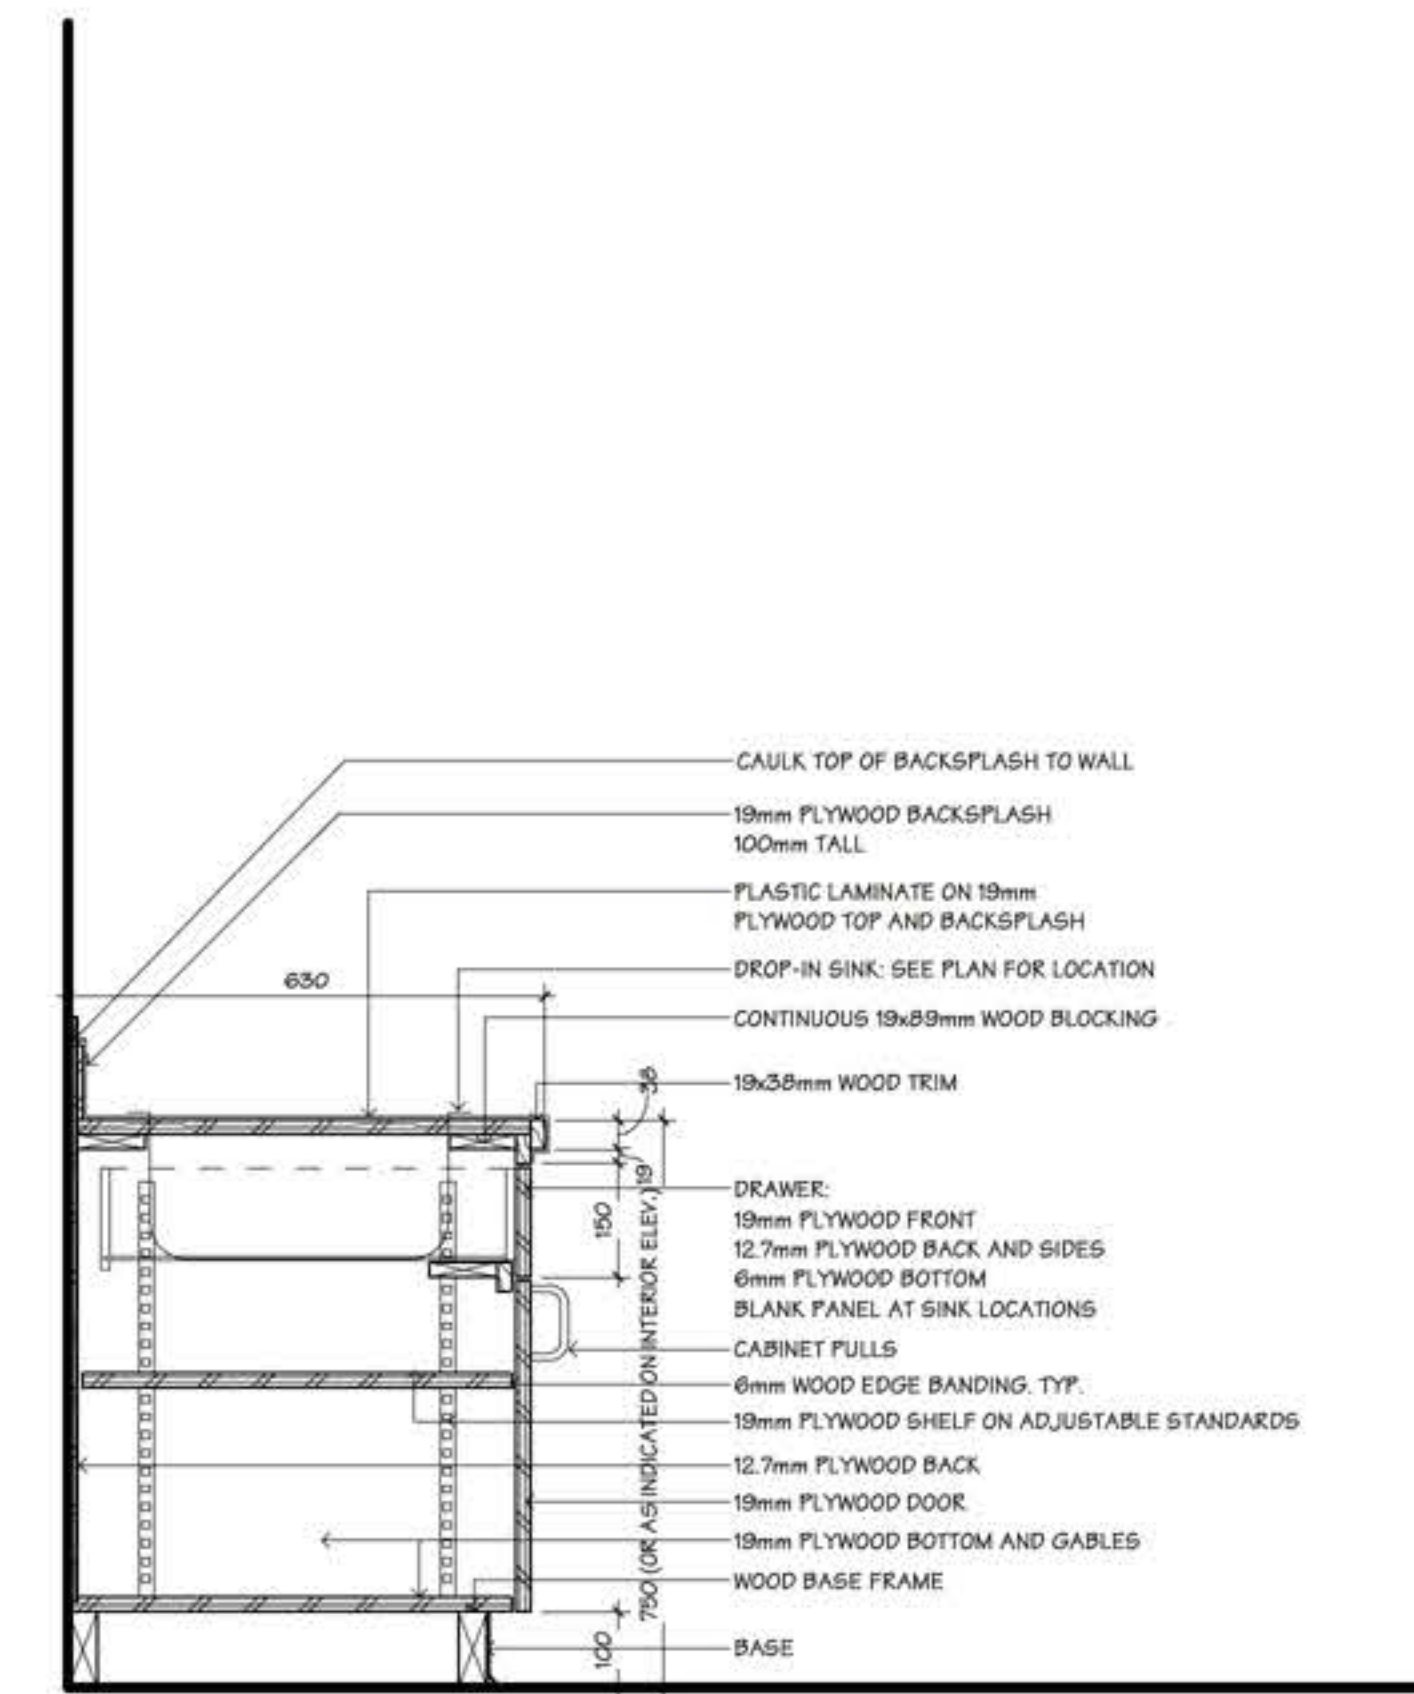 CAULK TOP OF BACKSPLASH TO WALL
19mm PLYWOOD BACKSPLASH
100mm TALL
PLASTIC LAMINATE ON 19mm
PLYWOOD TOP AND BACKSPLASH
DROP-IN SINK: SEE PLAN FOR LOCATION
630
CONTINUOUS 19x89mm WOOD BLOCKING
19x38mm WOOD TRIM
38
19
150
750 (OR AS INDICATED ON INTERIOR ELEV.)
DRAWER:
19mm PLYWOOD FRONT
12.7mm PLYWOOD BACK AND SIDES
6mm PLYWOOD BOTTOM
BLANK PANEL AT SINK LOCATIONS
CABINET PULLS
6mm WOOD EDGE BANDING. TYP.
19mm PLYWOOD SHELF ON ADJUSTABLE STANDARDS
12.7mm PLYWOOD BACK
19mm PLYWOOD DOOR
19mm PLYWOOD BOTTOM AND GABLES
WOOD BASE FRAME
100
BASE